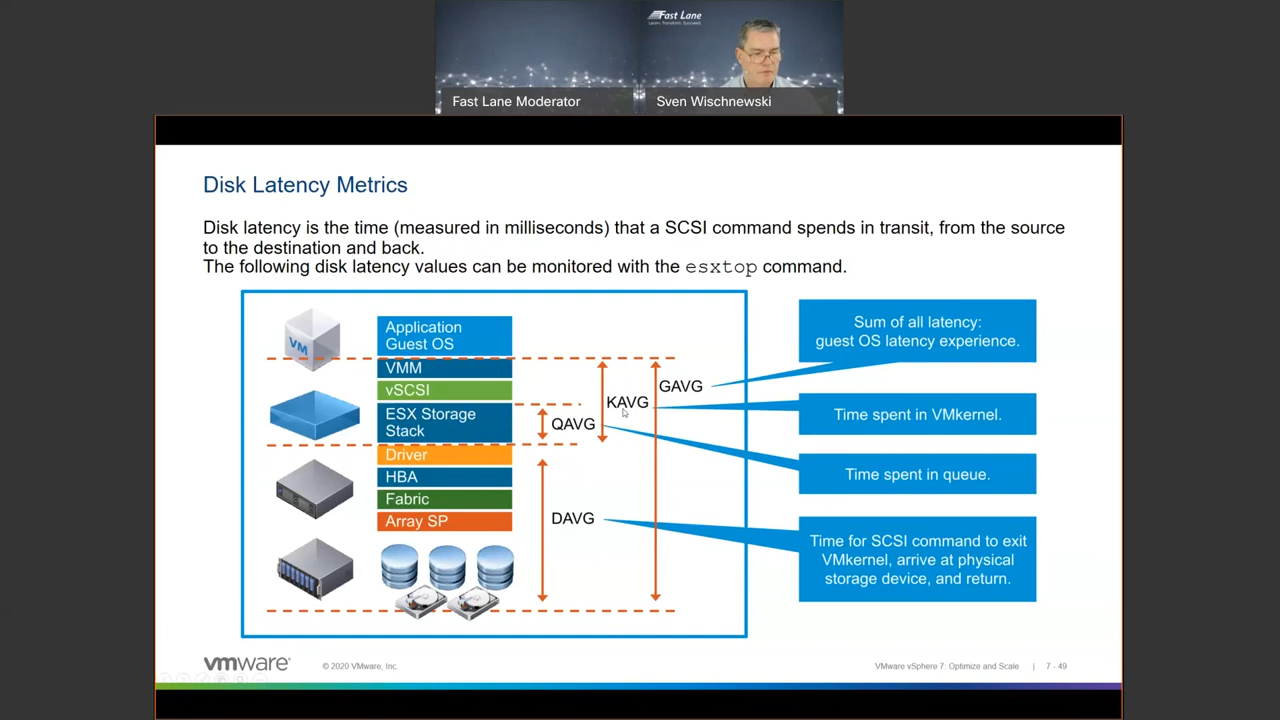 Fast Lane
Fast Lane Moderator
Sven Wischnewski
Disk Latency Metrics
Disk latency is the time (measured in milliseconds) that a SCSI command spends in transit, from the source
to the destination and back.
The following disk latency values can be monitored with the esxtop command.
VM
Application
Guest OS
VMM
vSCSI
ESX Storage
Stack
Driver
HBA
Fabric
Array SP
QAVG
KAVG
GAVG
DAVG
Sum of all latency:
guest OS latency experience.
Time spent in VMkernel.
Time spent in queue.
Time for SCSI command to exit
VMkernel, arrive at physical
storage device, and return.
vmware®
© 2020 VMware, Inc.
VMware vSphere 7: Optimize and Scale | 7 - 49